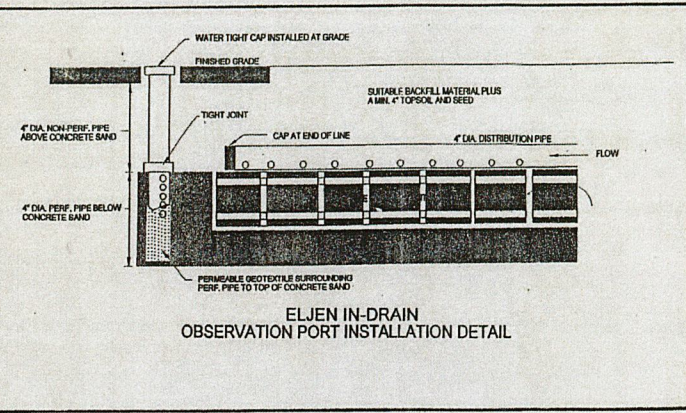 WATER TIGHT CAP INSTALLED AT GRADE
FINISHED GRADE
SUITABLE BACKFILL MATERIAL PLUS
A MIN. 4" TOPSOIL AND SEED
TIGHT JOINT
4" DIA. NON-PERF. PIPE
ABOVE CONCRETE SAND
CAP AT END OF LINE
4" DIA. DISTRIBUTION PIPE
FLOW
4" DIA. PERF. PIPE BELOW
CONCRETE SAND
PERMEABLE GEOTEXTILE SURROUNDING
PERF. PIPE TO TOP OF CONCRETE SAND
ELJEN IN-DRAIN
OBSERVATION PORT INSTALLATION DETAIL